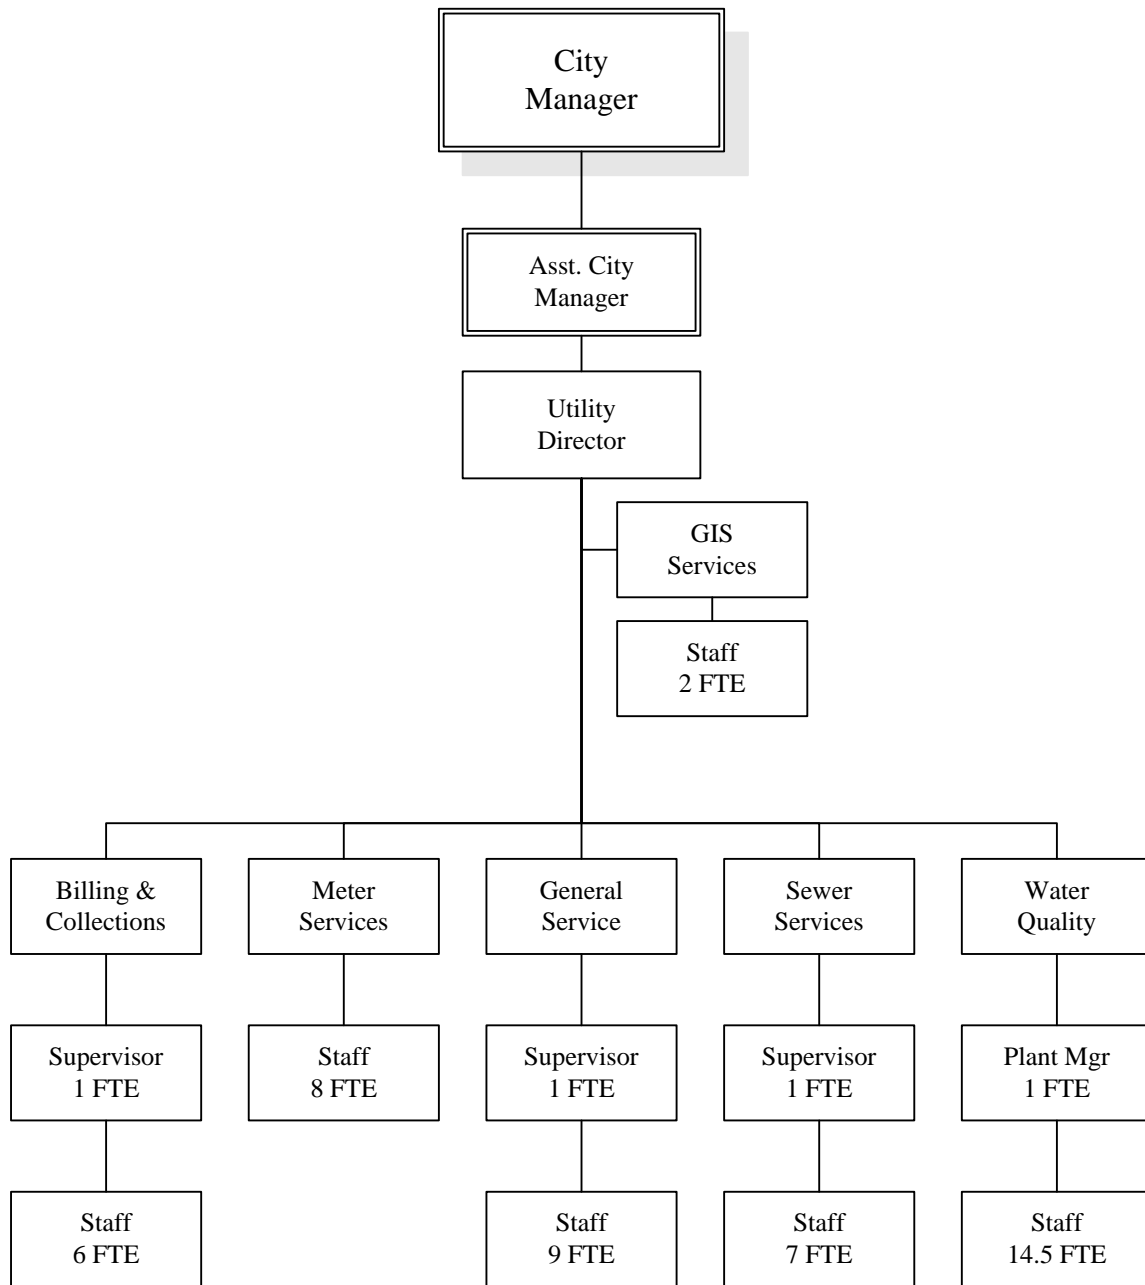 City
Manager
Asst. City
Manager
Utility
Director
GIS
Services
Staff
2 FTE
Billing &
Collections
Meter
Services
General
Service
Sewer
Services
Water
Quality
Supervisor
1 FTE
Staff
8 FTE
Supervisor
1 FTE
Supervisor
1 FTE
Plant Mgr
1 FTE
Staff
6 FTE
Staff
9 FTE
Staff
7 FTE
Staff
14.5 FTE